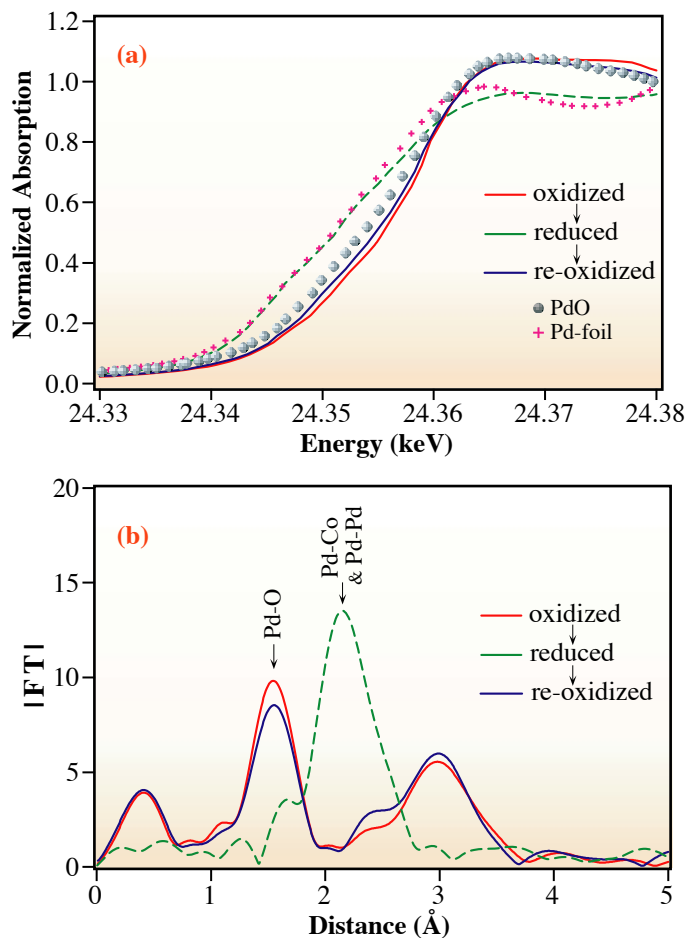 (a)
Normalized Absorption
1.2
1.0
0.8
0.6
0.4
0.2
0.0
oxidized
reduced
re-oxidized
PdO
Pd-foil
24.33 24.34 24.35 24.36 24.37 24.38
Energy (keV)
(b)
|FT|
20
15
10
5
0
Pd-O
Pd-Co
& Pd-Pd
oxidized
reduced
re-oxidized
0 1 2 3 4 5
Distance (Å)